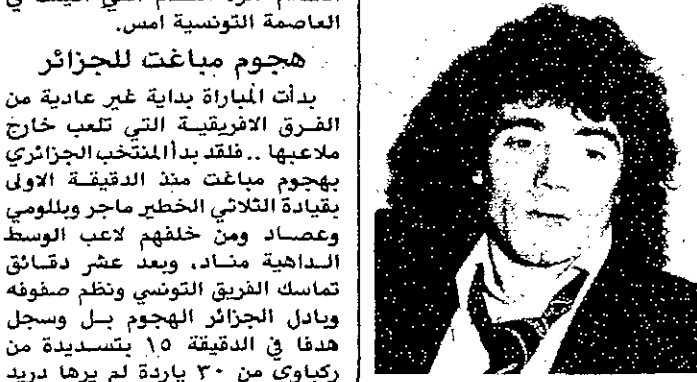 العاصمة التونسية امس.
هجوم مباغت للجزائر
بدأت المباراة بداية غير عادية من
الفرق الافريقية التي تلعب خارج
ملاعبها .. فلقد بدأ المنتخب الجزائري
بهجوم مباغت منذ الدقيقة الاولى
بقيادة الثلاثي الخطير ماجر وبللومي
وعصاد ومن خلفهم لاعب الوسط
الداهية مناد، وبعد عشر دقائق
تماسك الفريق التونسي ونظم صفوفه
وبادل الجزائر الهجوم بل وسجل
هدفا في الدقيقة ١٥ بتسديدة من
ركباوي من ٣٠ ياردة لم يرها دريد